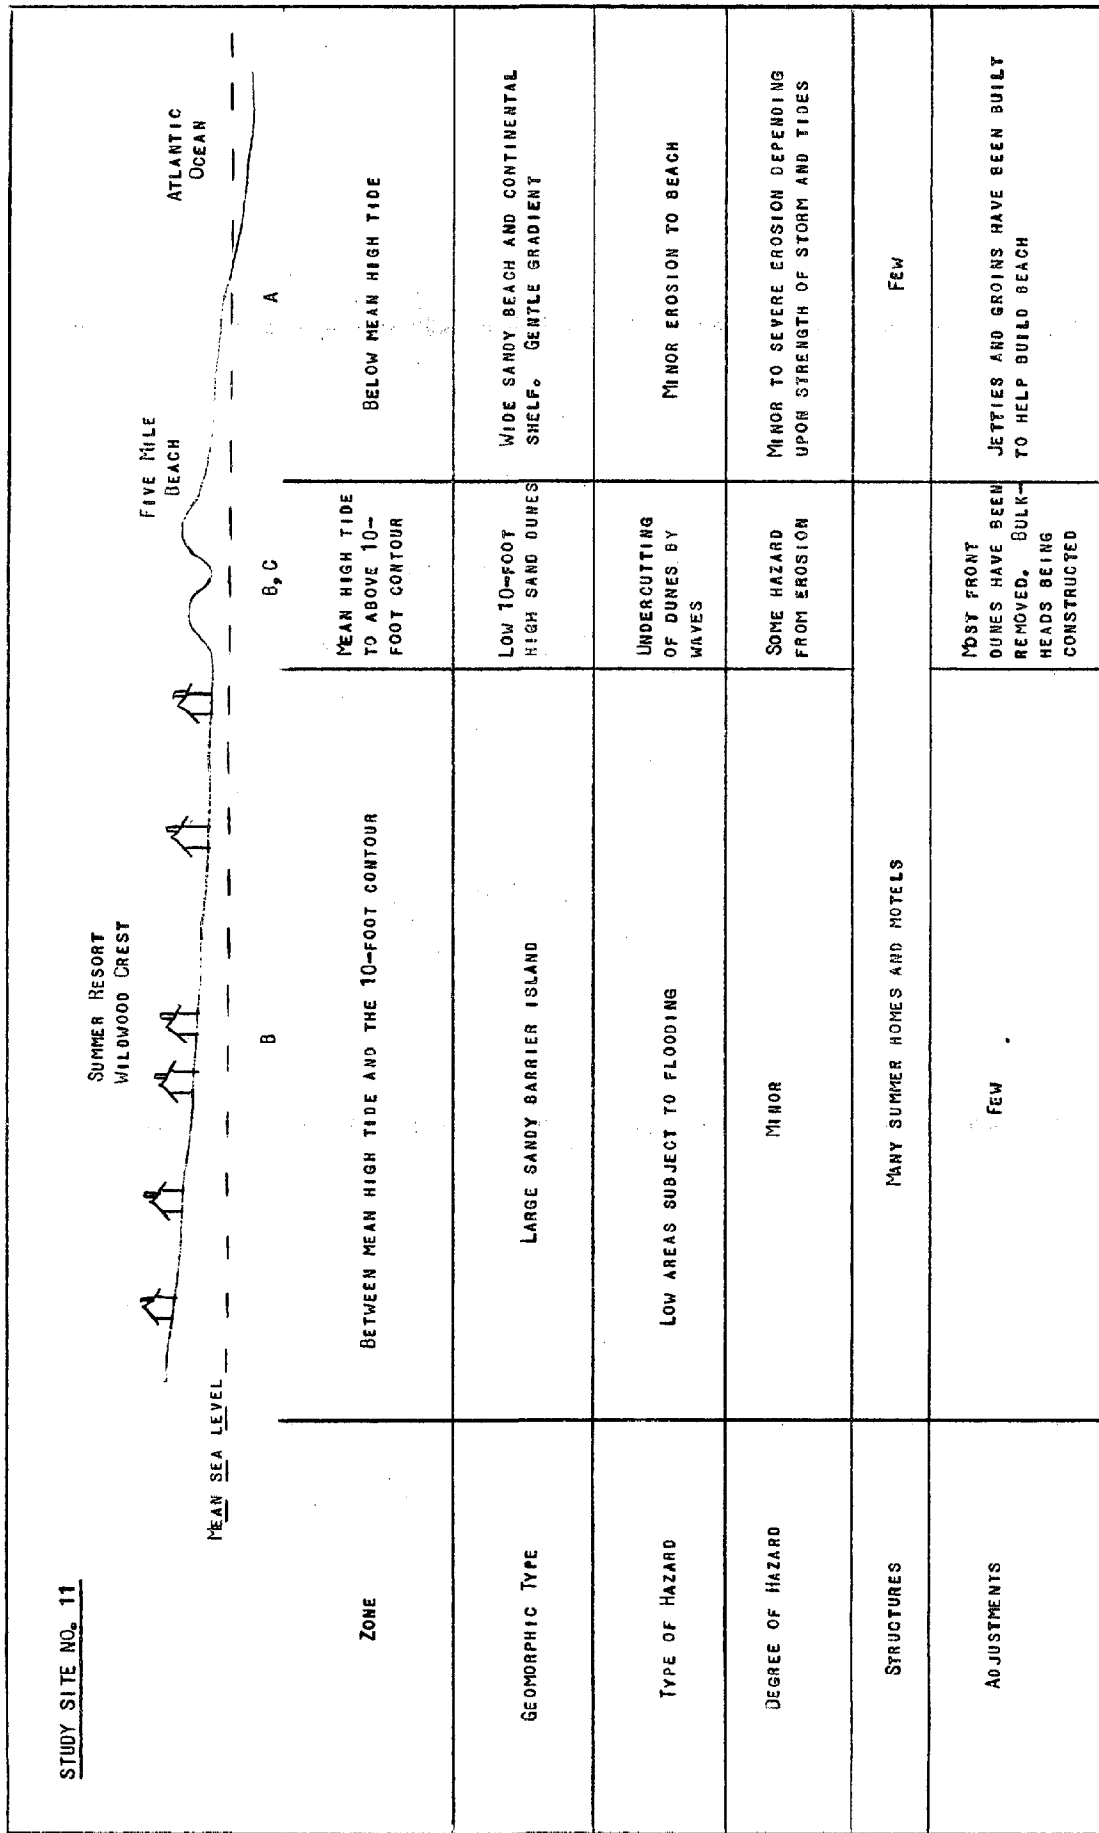 STUDY SITE NO. 11
SUMMER RESORT
WILDWOOD CREST
FIVE MILE
BEACH
ATLANTIC
OCEAN
MEAN SEA LEVEL
B
B, C
A
ZONE
BETWEEN MEAN HIGH TIDE AND THE 10-FOOT CONTOUR
MEAN HIGH TIDE
TO ABOVE 10-
FOOT CONTOUR
BELOW MEAN HIGH TIDE
GEOMORPHIC TYPE
LARGE SANDY BARRIER ISLAND
LOW 10-FOOT
HIGH SAND DUNES
WIDE SANDY BEACH AND CONTINENTAL
SHELF. GENTLE GRADIENT
TYPE OF HAZARD
LOW AREAS SUBJECT TO FLOODING
UNDERCUTTING
OF DUNES BY
WAVES
MINOR EROSION TO BEACH
DEGREE OF HAZARD
MINOR
SOME HAZARD
FROM EROSION
MINOR TO SEVERE EROSION DEPENDING
UPON STRENGTH OF STORM AND TIDES
STRUCTURES
MANY SUMMER HOMES AND MOTELS
FEW
ADJUSTMENTS
FEW
MOST FRONT
DUNES HAVE BEEN
REMOVED. BULK-
HEADS BEING
CONSTRUCTED
JETTIES AND GROINS HAVE BEEN BUILT
TO HELP BUILD BEACH